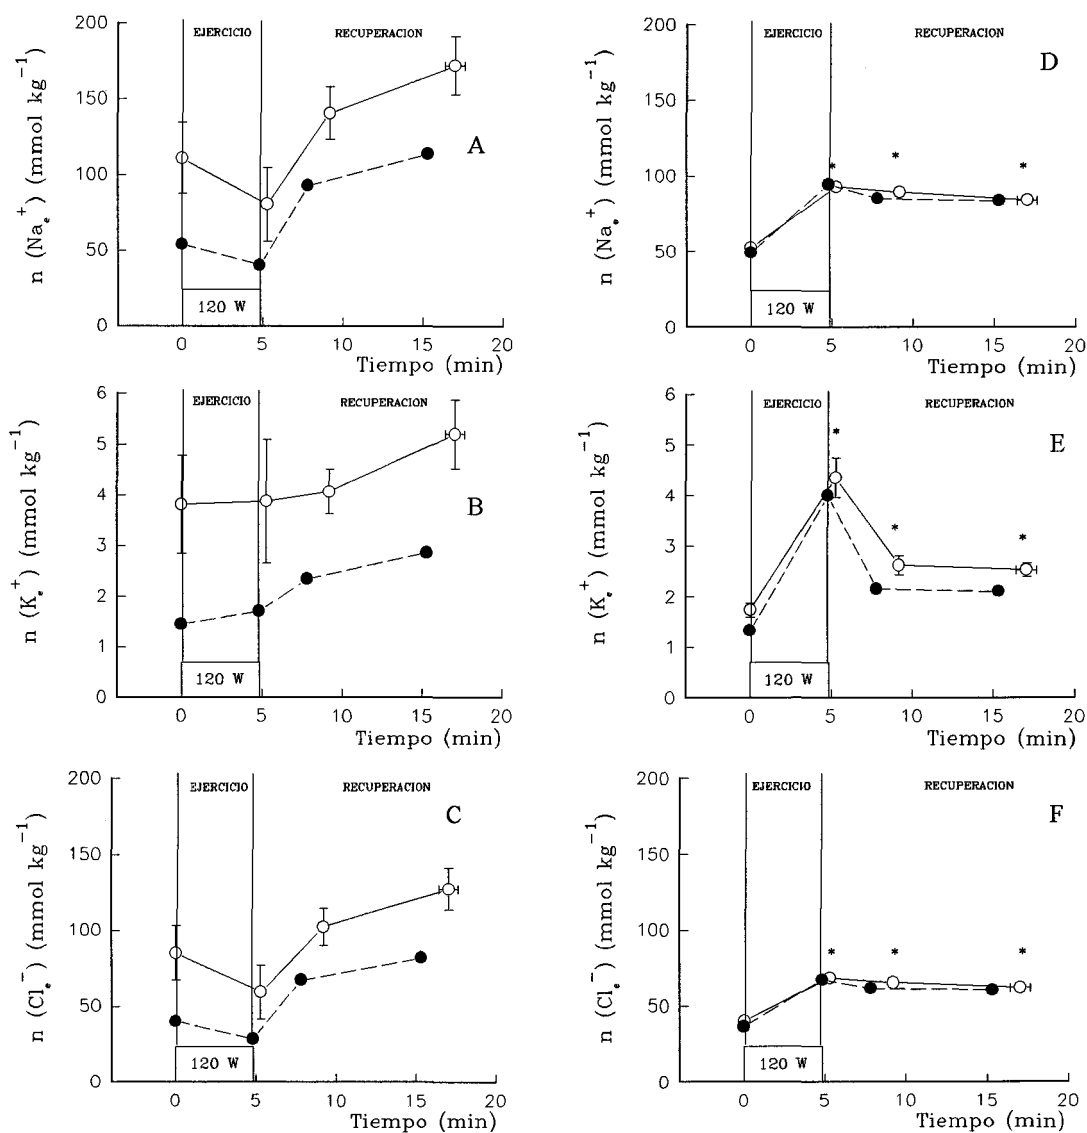 EJERCICIO RECUPERACION
A
n (Na e +) (mmol kg −1)
200
150
100
50
0
120 W
0 5 10 15 20
Tiempo (min)
EJERCICIO RECUPERACION
D
n (Na e +) (mmol kg −1)
200
150
100
50
0
* * *
120 W
0 5 10 15 20
Tiempo (min)
EJERCICIO RECUPERACION
B
n (K e +) (mmol kg −1)
6
5
4
3
2
1
0
120 W
0 5 10 15 20
Tiempo (min)
EJERCICIO RECUPERACION
E
n (K e +) (mmol kg −1)
6
5
4
3
2
1
0
* * *
120 W
0 5 10 15 20
Tiempo (min)
EJERCICIO RECUPERACION
C
n (Cl e −) (mmol kg −1)
200
150
100
50
0
120 W
0 5 10 15 20
Tiempo (min)
EJERCICIO RECUPERACION
F
n (Cl e −) (mmol kg −1)
200
150
100
50
0
* * *
120 W
0 5 10 15 20
Tiempo (min)